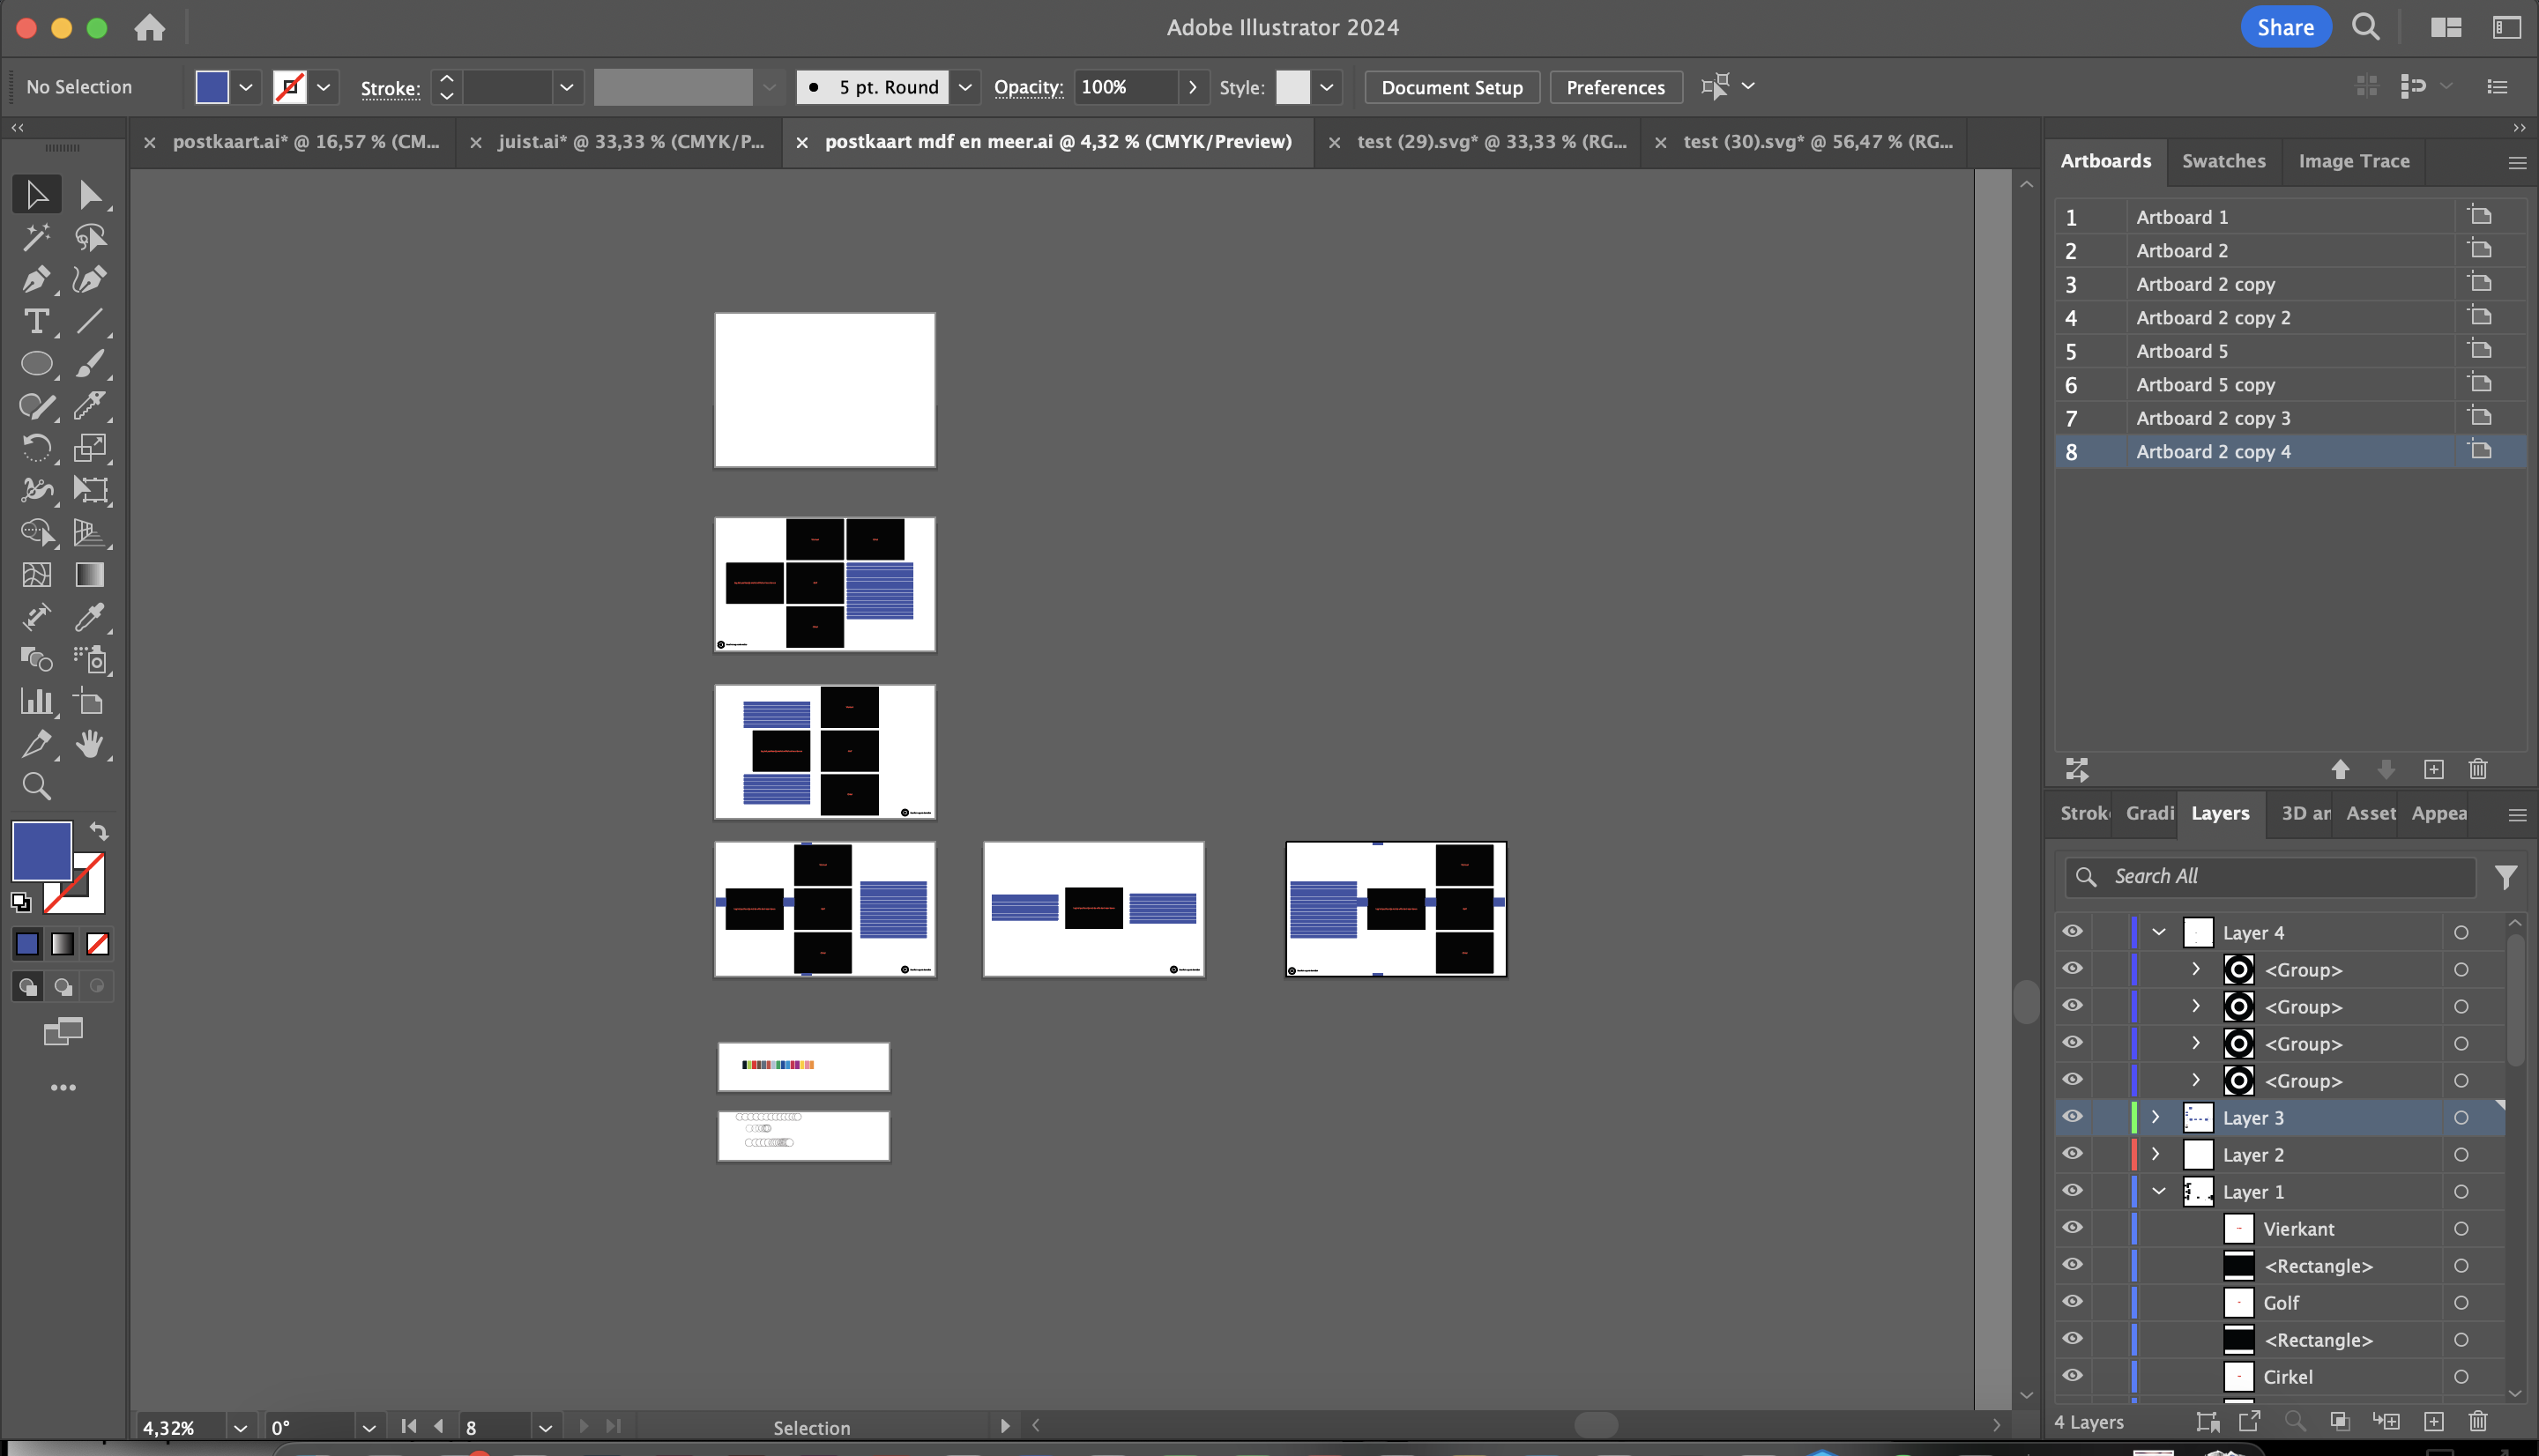 Adobe Illustrator 2024
Share
No Selection
Stroke:
5 pt. Round
Opacity:
100%
Style:
Document Setup
Preferences
postkaart.ai* @ 16,57 % (CM...
juist.ai* @ 33,33 % (CMYK/P...
postkaart mdf en meer.ai @ 4,32 % (CMYK/Preview)
test (29).svg* @ 33,33 % (RG...
test (30).svg* @ 56,47 % (RG...
Artboards
Swatches
Image Trace
1 Artboard 1
2 Artboard 2
3 Artboard 2 copy
4 Artboard 2 copy 2
5 Artboard 5
6 Artboard 5 copy
7 Artboard 2 copy 3
8 Artboard 2 copy 4
Strok
Gradi
Layers
3D ar
Asset
Appea
Search All
Layer 4
<Group>
<Group>
<Group>
<Group>
Layer 3
Layer 2
Layer 1
Vierkant
<Rectangle>
Golf
<Rectangle>
Cirkel
4 Layers
4,32%
0°
8
Selection